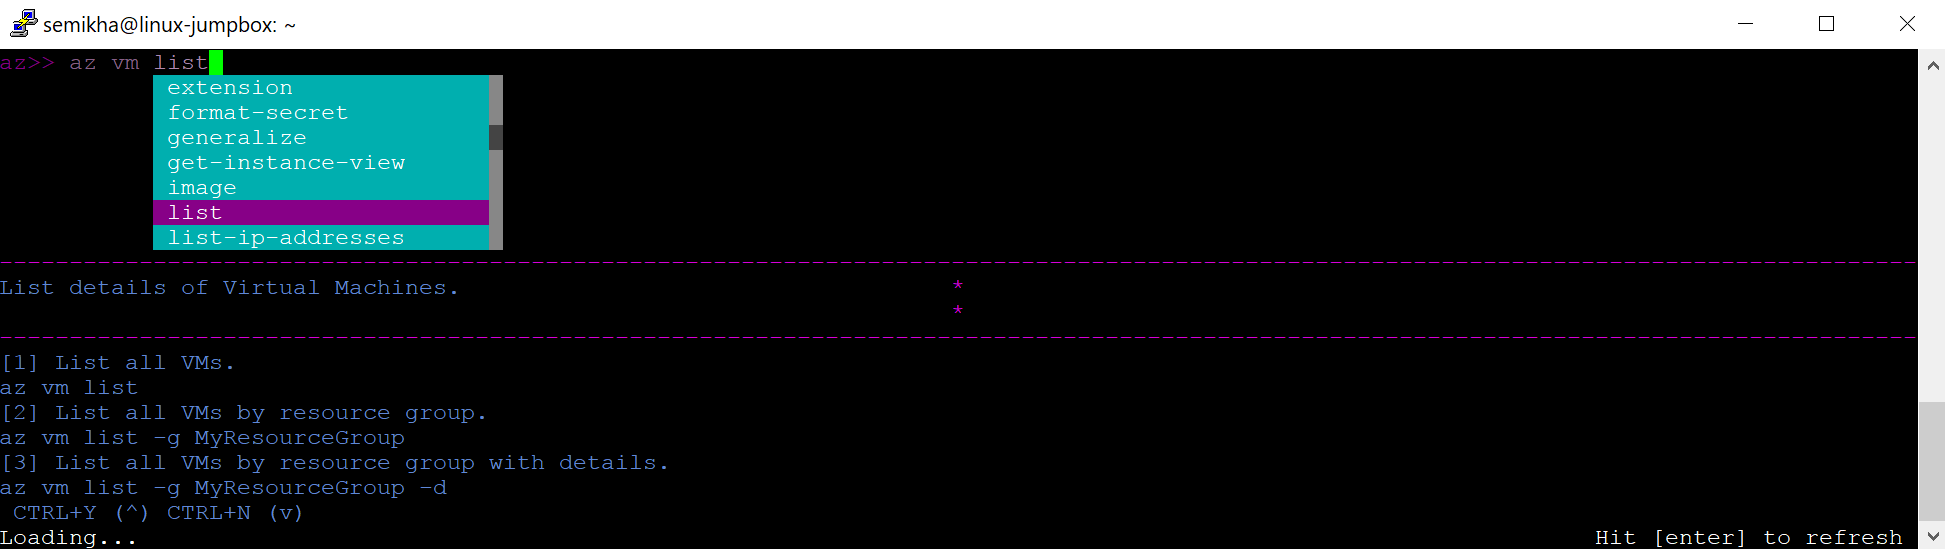 semikha@linux-jumpbox: ~
az>> az vm list
extension
format-secret
generalize
get-instance-view
image
list
list-ip-addresses
List details of Virtual Machines. *
*
[1] List all VMs.
az vm list
[2] List all VMs by resource group.
az vm list -g MyResourceGroup
[3] List all VMs by resource group with details.
az vm list -g MyResourceGroup -d
CTRL+Y (^) CTRL+N (v)
Loading... Hit [enter] to refresh